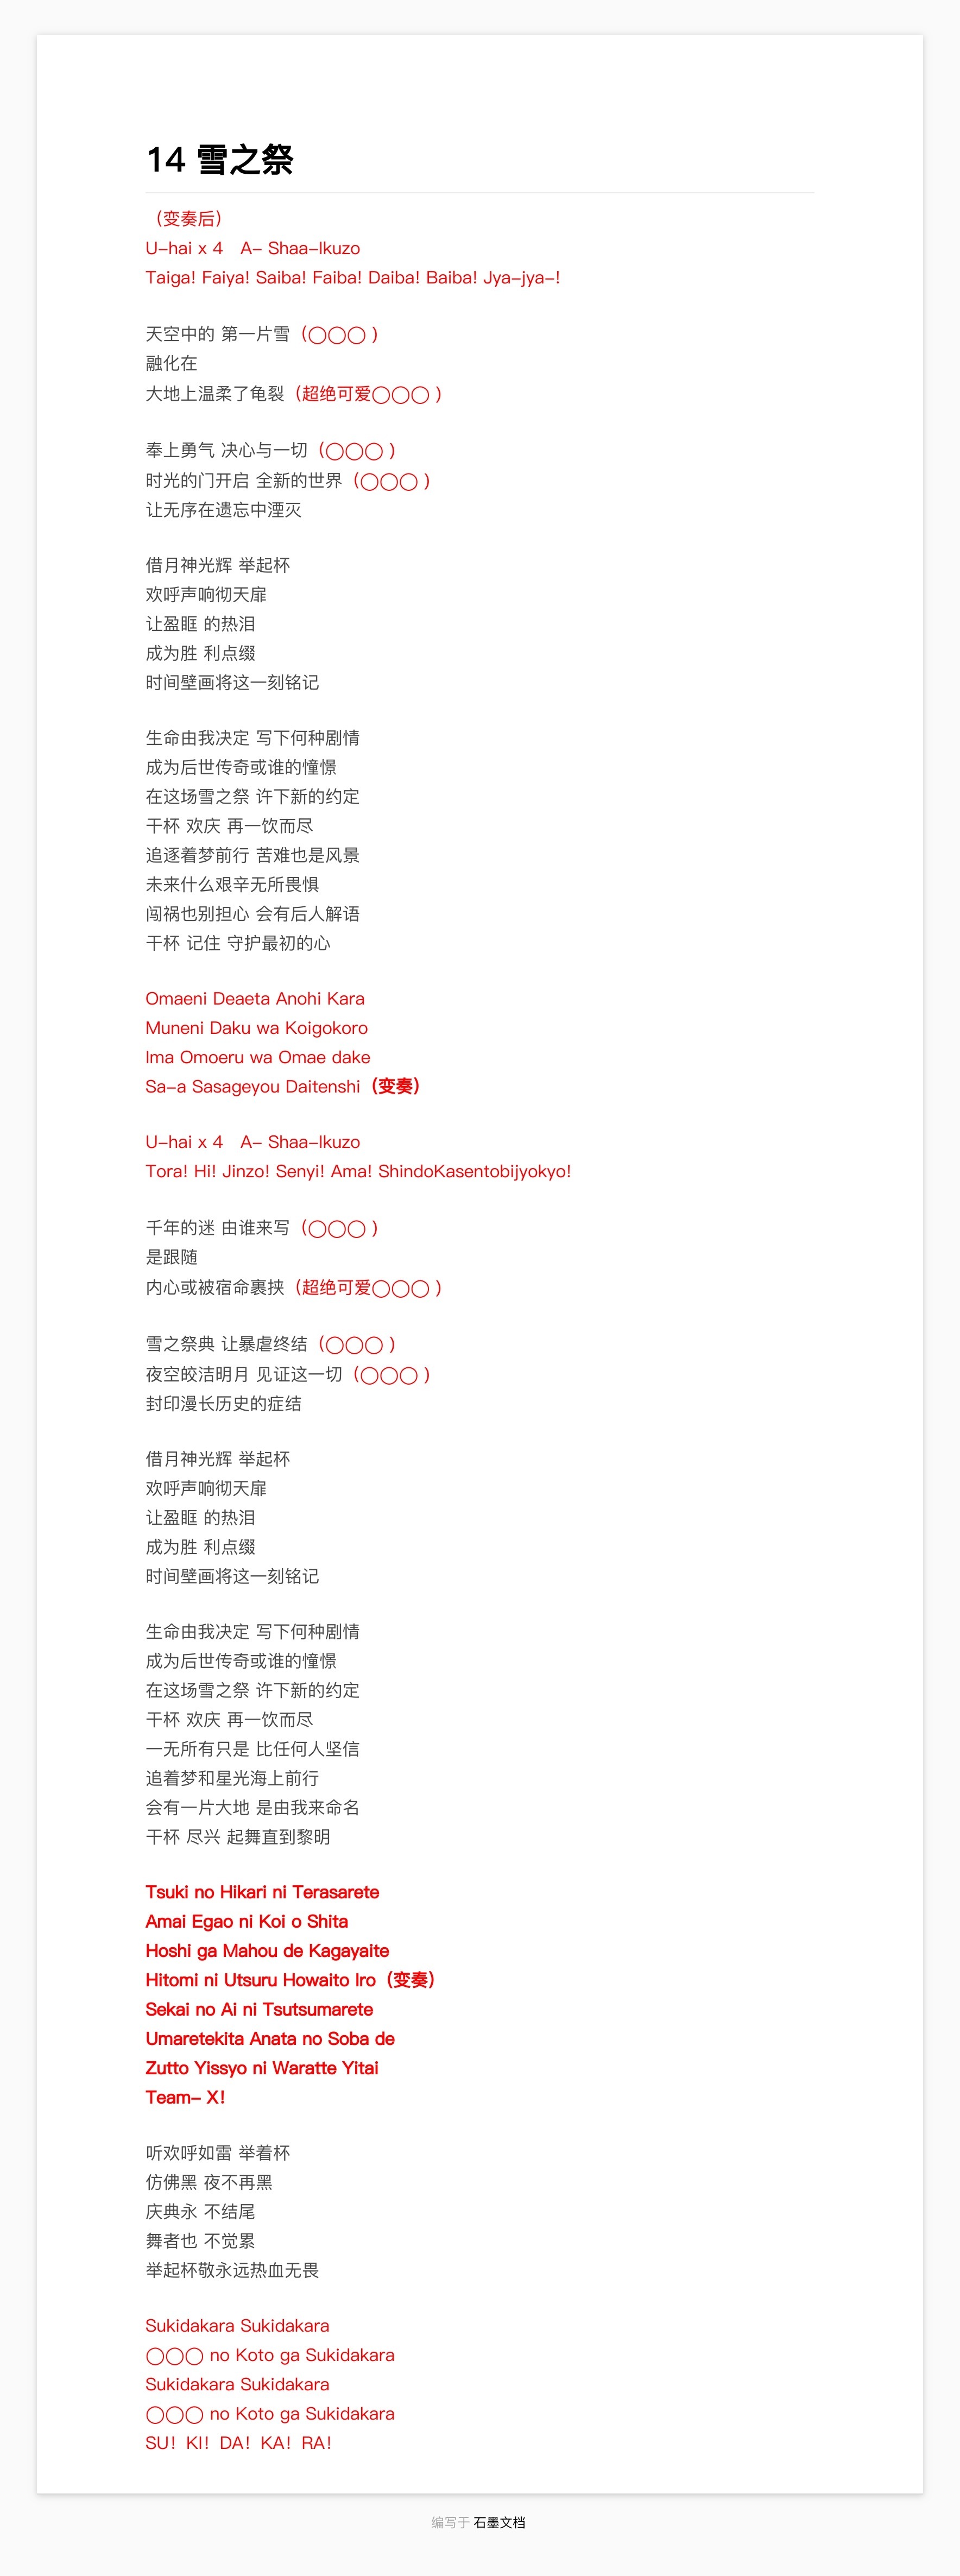 14 雪之祭
（变奏后）
U-hai x 4   A- Shaa-Ikuzo
Taiga! Faiya! Saiba! Faiba! Daiba! Baiba! Jya-jya-!
天空中的 第一片雪（◯◯◯ ）
融化在
大地上温柔了龟裂（超绝可爱◯◯◯ ）
奉上勇气 决心与一切（◯◯◯ ）
时光的门开启 全新的世界（◯◯◯ ）
让无序在遗忘中湮灭
借月神光辉 举起杯
欢呼声响彻天扉
让盈眶 的热泪
成为胜 利点缀
时间壁画将这一刻铭记
生命由我决定 写下何种剧情
成为后世传奇或谁的憧憬
在这场雪之祭 许下新的约定
干杯 欢庆 再一饮而尽
追逐着梦前行 苦难也是风景
未来什么艰辛无所畏惧
闯祸也别担心 会有后人解语
干杯 记住 守护最初的心
Omaeni Deaeta Anohi Kara
Muneni Daku wa Koigokoro
Ima Omoeru wa Omae dake
Sa-a Sasageyou Daitenshi（变奏）
U-hai x 4   A- Shaa-Ikuzo
Tora! Hi! Jinzo! Senyi! Ama! ShindoKasentobijyokyo!
千年的迷 由谁来写（◯◯◯ ）
是跟随
内心或被宿命裹挟（超绝可爱◯◯◯ ）
雪之祭典 让暴虐终结（◯◯◯ ）
夜空皎洁明月 见证这一切（◯◯◯ ）
封印漫长历史的症结
借月神光辉 举起杯
欢呼声响彻天扉
让盈眶 的热泪
成为胜 利点缀
时间壁画将这一刻铭记
生命由我决定 写下何种剧情
成为后世传奇或谁的憧憬
在这场雪之祭 许下新的约定
干杯 欢庆 再一饮而尽
一无所有只是 比任何人坚信
追着梦和星光海上前行
会有一片大地 是由我来命名
干杯 尽兴 起舞直到黎明
Tsuki no Hikari ni Terasarete
Amai Egao ni Koi o Shita
Hoshi ga Mahou de Kagayaite
Hitomi ni Utsuru Howaito Iro（变奏）
Sekai no Ai ni Tsutsumarete
Umaretekita Anata no Soba de
Zutto Yissyo ni Waratte Yitai
Team- X！
听欢呼如雷 举着杯
仿佛黑 夜不再黑
庆典永 不结尾
舞者也 不觉累
举起杯敬永远热血无畏
Sukidakara Sukidakara
◯◯◯ no Koto ga Sukidakara
Sukidakara Sukidakara
◯◯◯ no Koto ga Sukidakara
SU！KI！DA！KA！RA！
编写于 石墨文档